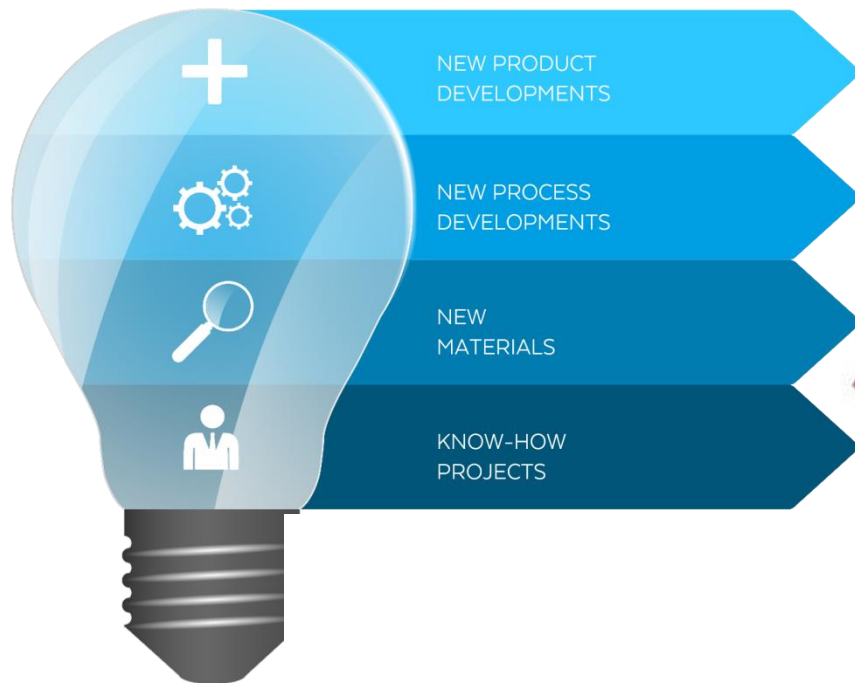 NEW PRODUCT
DEVELOPMENTS
NEW PROCESS
DEVELOPMENTS
NEW
MATERIALS
KNOW-HOW
PROJECTS